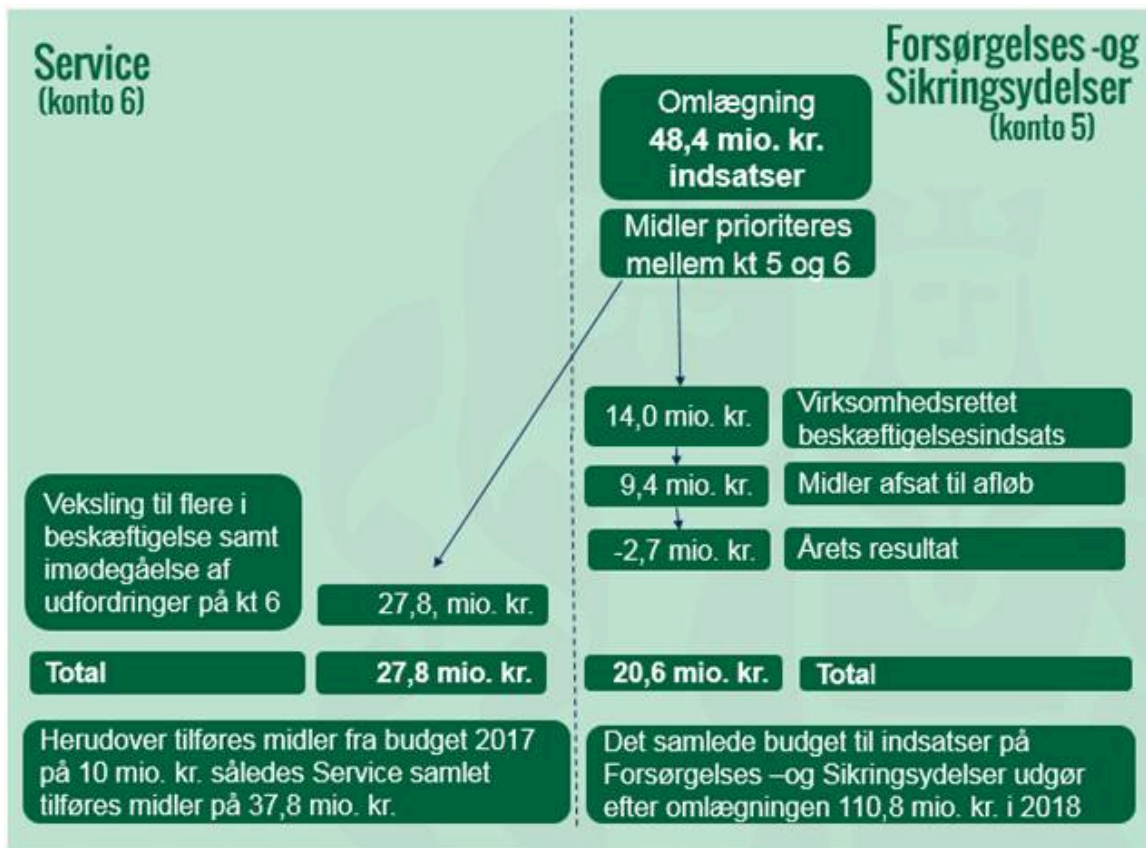 Service
(konto 6)
Forsørgelses -og
Sikringsydelser
(konto 5)
Omlægning
48,4 mio. kr.
indsatser
Midler prioriteres
mellem kt 5 og 6
14,0 mio. kr.
Virksomhedsrettet
beskæftigelsesindsats
9,4 mio. kr.
Midler afsat til afløb
-2,7 mio. kr.
Årets resultat
Veksling til flere i
beskæftigelse samt
imødegåelse af
udfordringer på kt 6
27,8, mio. kr.
Total
27,8 mio. kr.
20,6 mio. kr.
Total
Herudover tilføres midler fra budget 2017
på 10 mio. kr. således Service samlet
tilføres midler på 37,8 mio. kr.
Det samlede budget til indsatser på
Forsørgelses –og Sikringsydelser udgør
efter omlægningen 110,8 mio. kr. i 2018